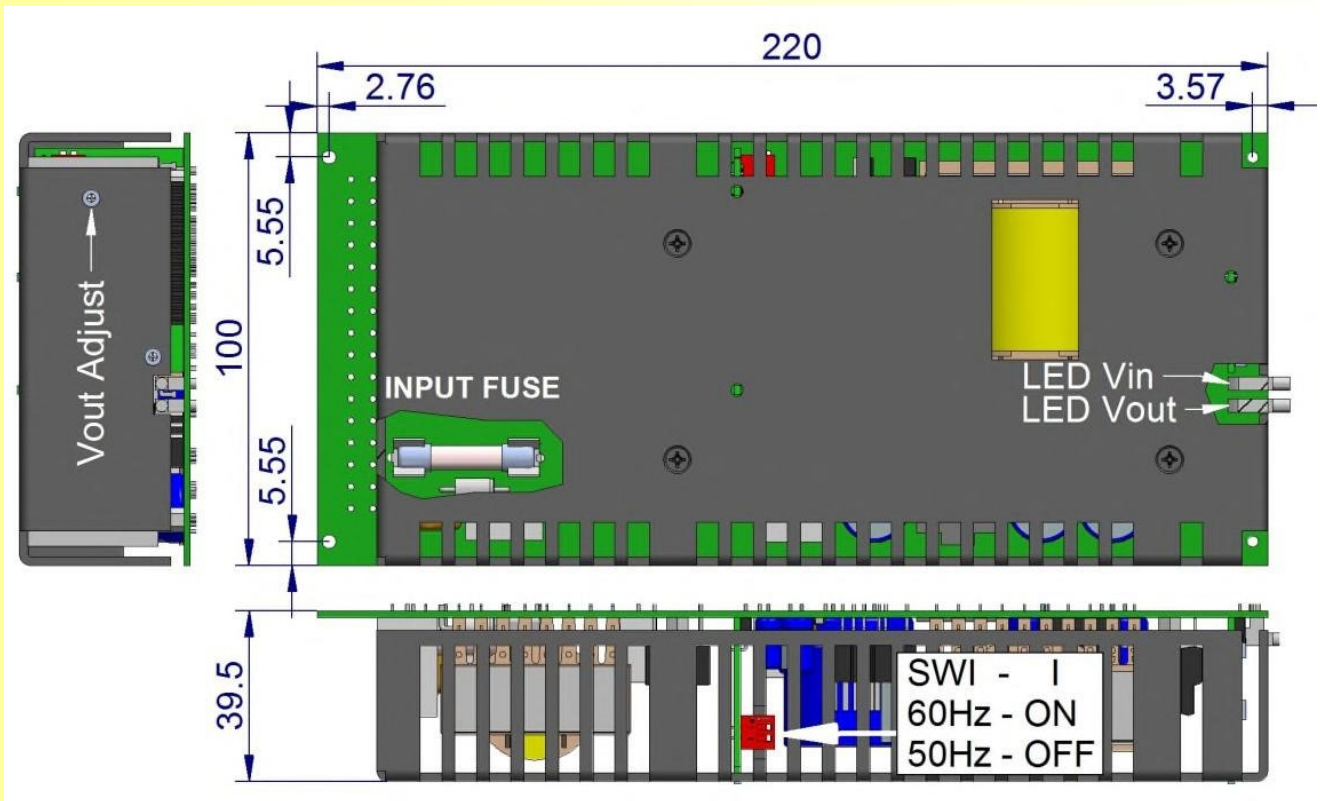 220
2.76
3.57
5.55
100
Vout Adjust
INPUT FUSE
LED Vin
LED Vout
5.55
39.5
SWI - I
60Hz - ON
50Hz - OFF